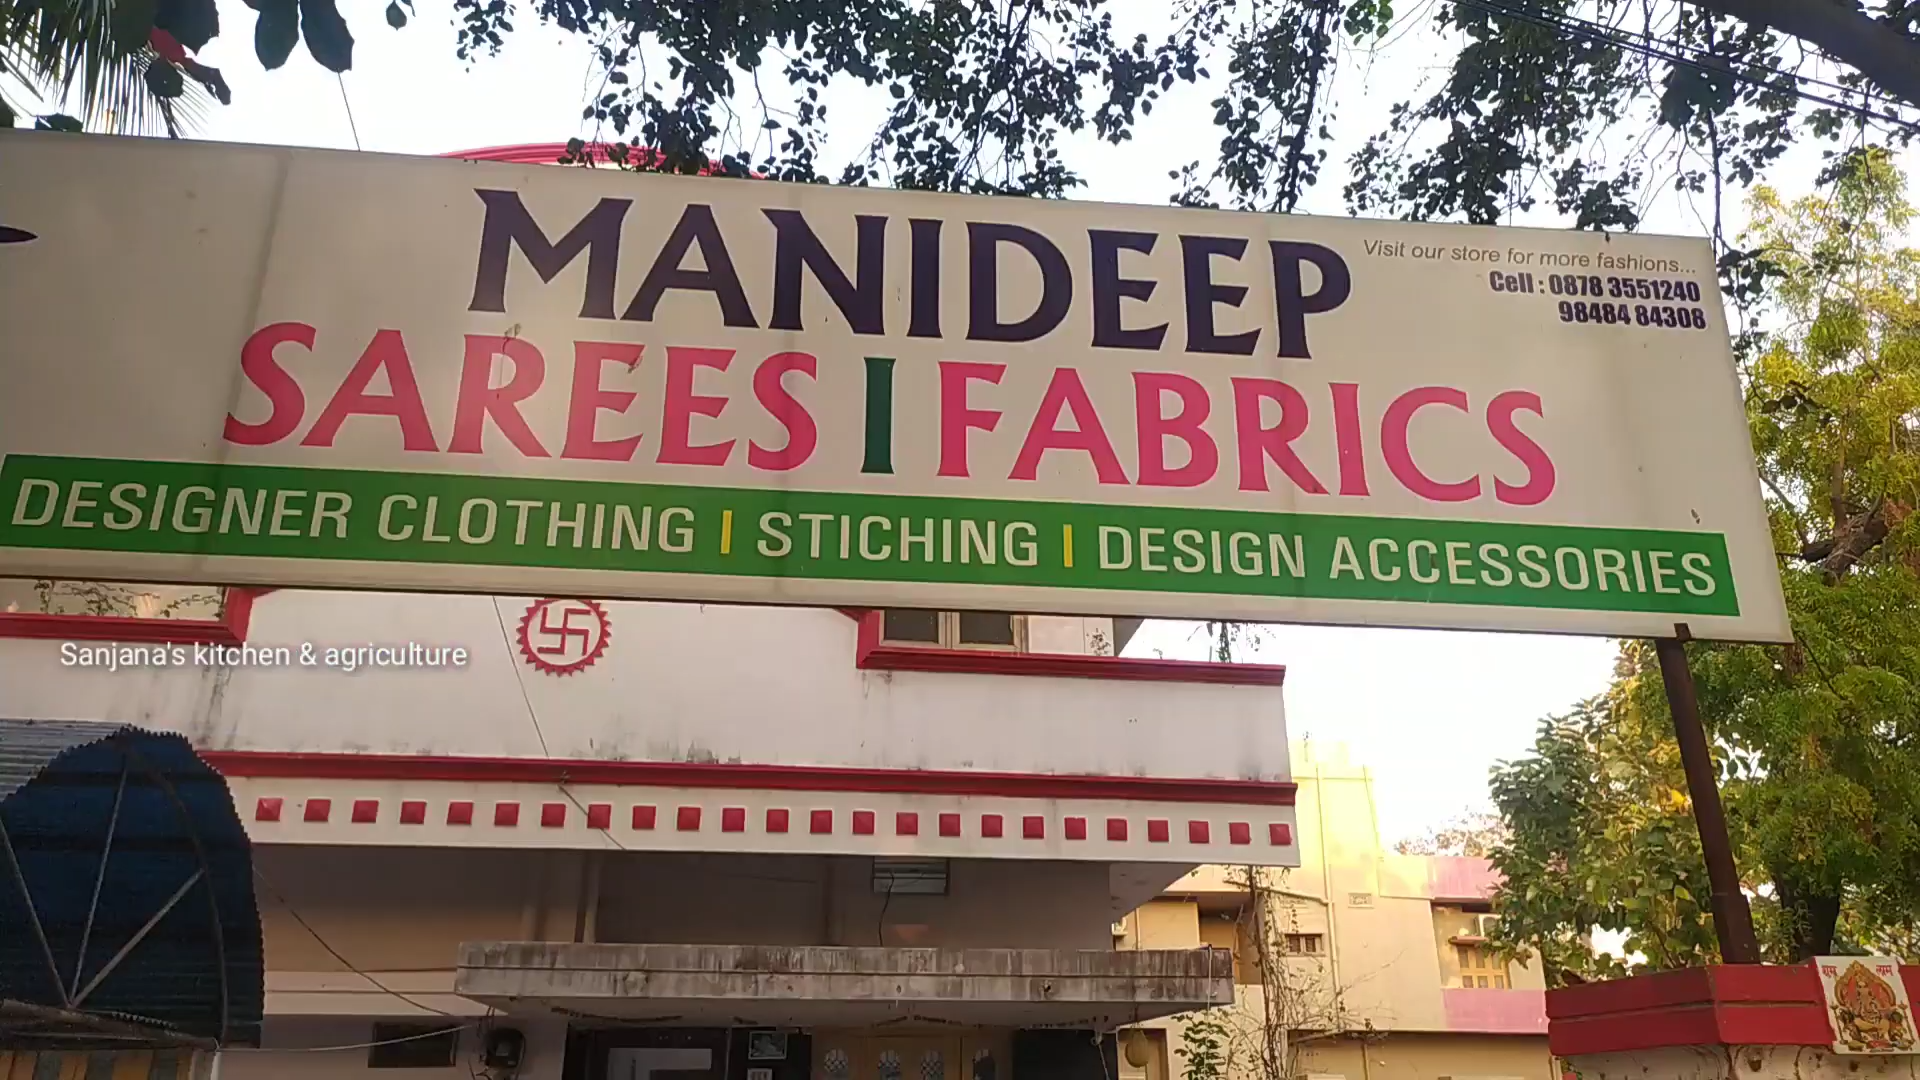 MANIDEEP
Visit our store for more fashions...
Cell : 0878 3551240
98484 84308
SAREES I FABRICS
DESIGNER CLOTHING | STICHING | DESIGN ACCESSORIES
Sanjana's kitchen & agriculture
शुभ लाभ